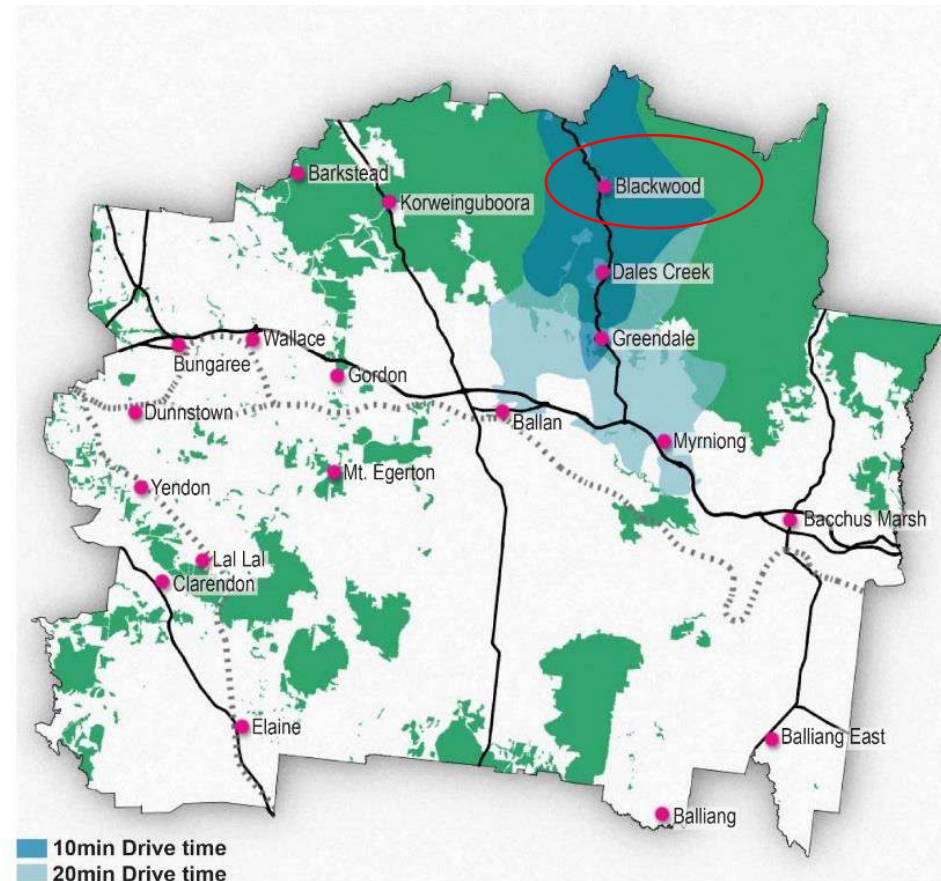 Barkstead
Blackwood
Korweinguboora
Dales Creek
Wallace
Greendale
Bungaree
Gordon
Dunnstown
Ballan
Myrniong
Mt. Egerton
Yendon
Bacchus Marsh
Lal Lal
Clarendon
Elaine
Balliang East
Balliang
10min Drive time
20min Drive time